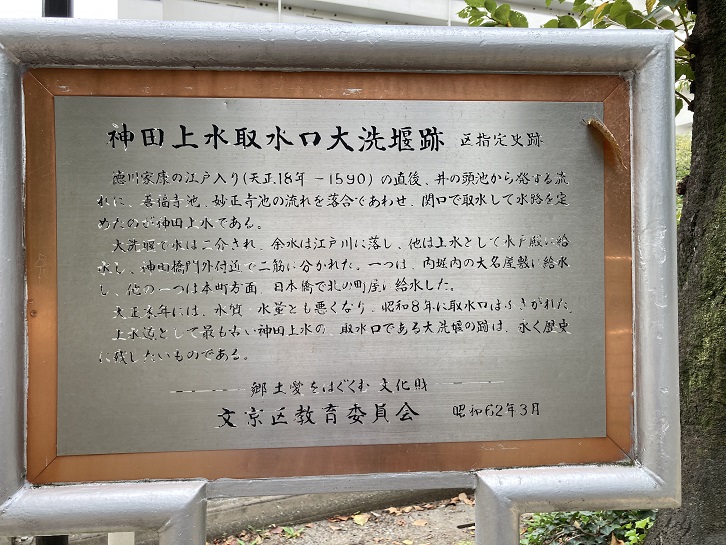 神田上水取水口大洗堰跡 区指定史跡
徳川家康の江戸入り(天正18年-1590)の直後、井の頭池から発する流
れに、善福寺池、妙正寺池の流れを落合であわせ、関口で取水して水路を定
めたのが神田上水である。
大洗堰で水は二分され、余水は江戸川に落し、他は上水として水戸殿に給
水し、神田橋門外付近で二筋に分かれた。一つは、内堀内の大名屋敷に給水
し、他の一つは本町方面、日本橋で北の町屋に給水した。
大正末年には、水質・水量とも悪くなり、昭和8年に取水口はふさがれた。
上水道として最も古い神田上水の、取水口である大洗堰の跡は、永く歴史
に残したいものである。
郷土愛をはぐくむ文化財
文京区教育委員会 昭和62年3月